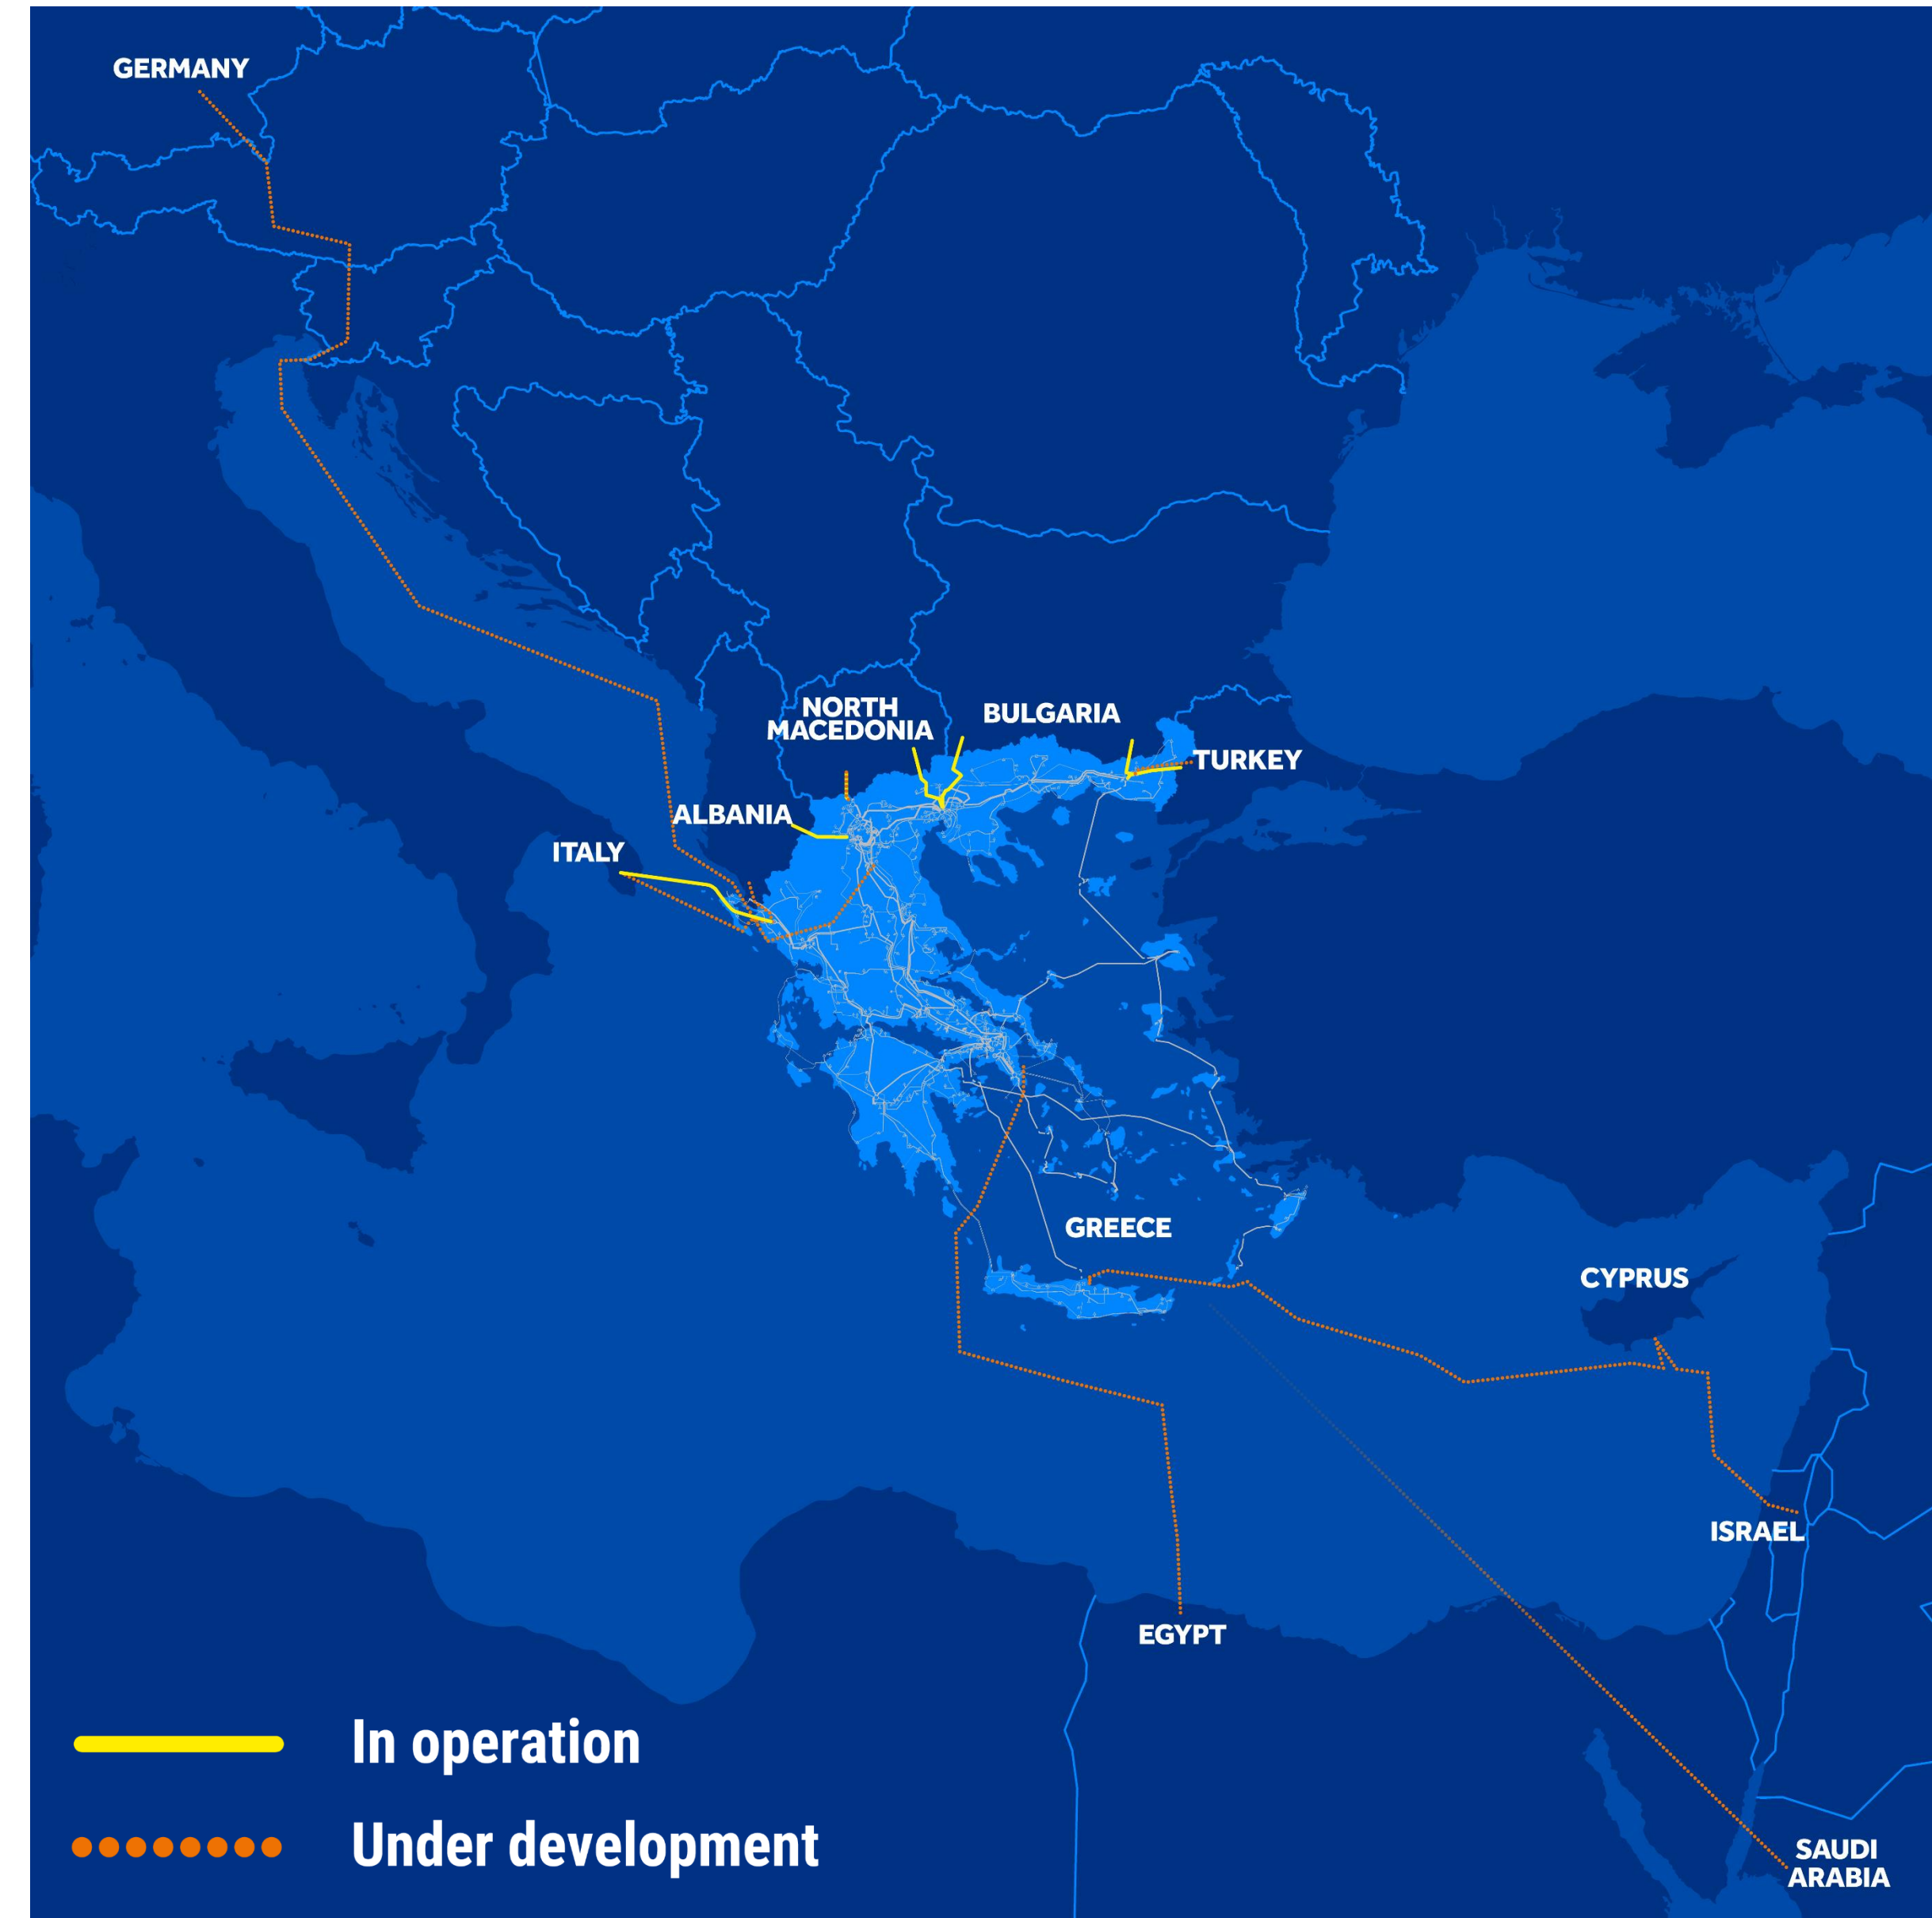 GERMANY
NORTH
MACEDONIA
BULGARIA
TURKEY
ALBANIA
ITALY
GREECE
CYPRUS
ISRAEL
EGYPT
In operation
Under development
SAUDI
ARABIA